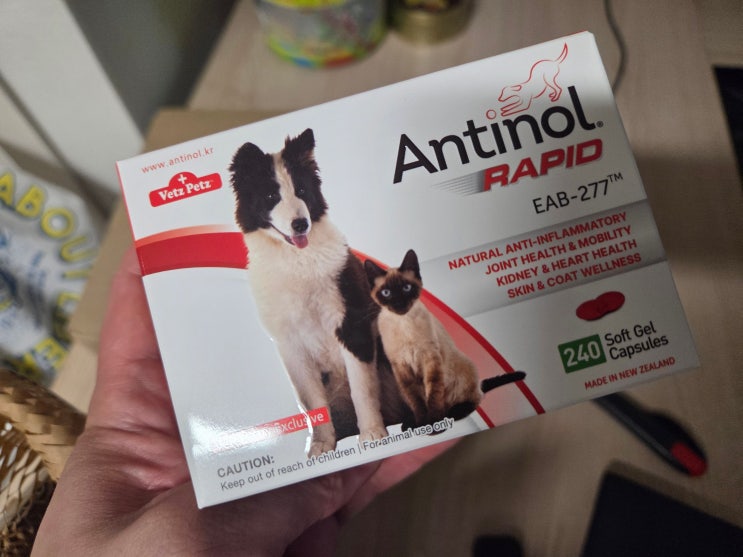 www.antinol.kr
Vetz Petz
Antinol®
RAPID
EAB-277™
NATURAL ANTI-INFLAMMATORY
JOINT HEALTH & MOBILITY
KIDNEY & HEART HEALTH
SKIN & COAT WELLNESS
240 Soft Gel
Capsules
MADE IN NEW ZEALAND
exclusive
CAUTION:
Keep out of reach of children | For animal use only
ABOUT